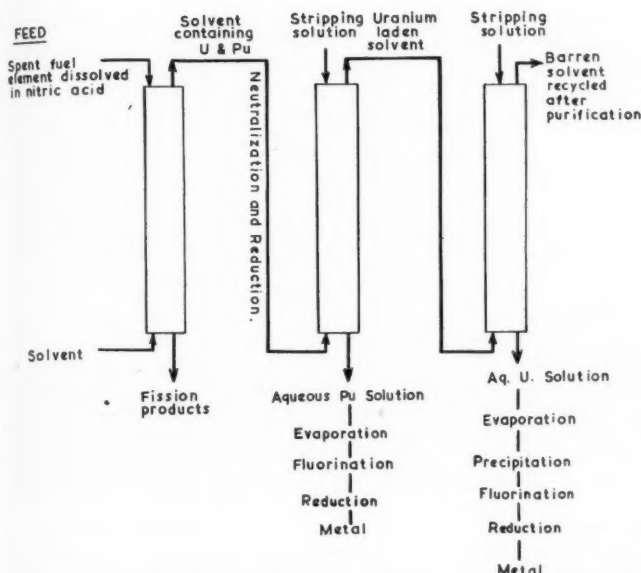 FEED
Spent fuel
element dissolved
in nitric acid
Solvent
containing
U & Pu
Stripping
solution
Uranium
laden
solvent
Stripping
solution
Barren
solvent
recycled
after
purification
Neutralization and Reduction.
Solvent
Fission
products
Aqueous Pu Solution
Evaporation
Fluorination
Reduction
Metal
Aq. U. Solution
Evaporation
Precipitation
Fluorination
Reduction
Metal